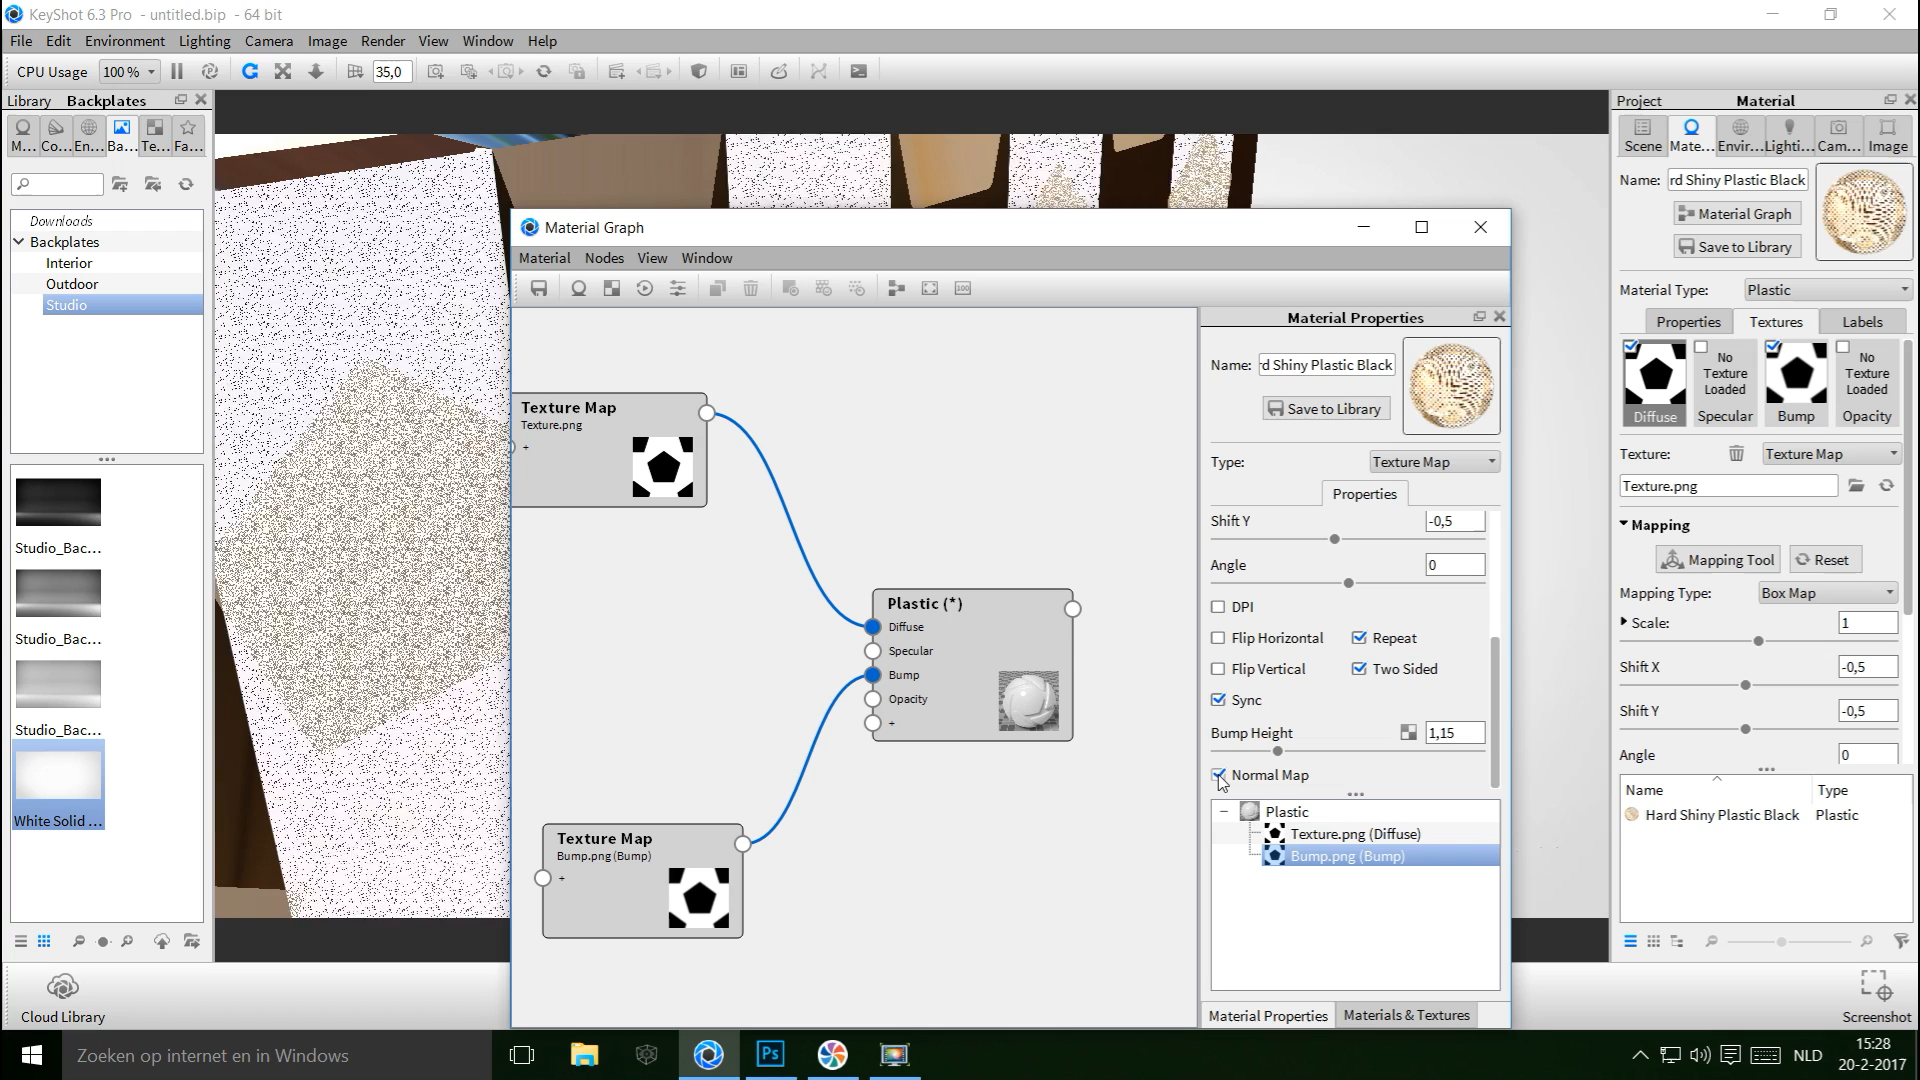 KeyShot 6.3 Pro - untitled.bip - 64 bit
File Edit Environment Lighting Camera Image Render View Window Help
CPU Usage 100 % 35,0
Library Backplates
M... Co... En... Ba... Te... Fa...
Downloads
Backplates
Interior
Outdoor
Studio
Studio_Bac...
Studio_Bac...
Studio_Bac...
White Solid ...
Cloud Library
Material Graph
Material Nodes View Window
100
Texture Map
Texture.png
+
Plastic (*)
Diffuse
Specular
Bump
Opacity
+
Texture Map
Bump.png (Bump)
+
Material Properties
Name: rd Shiny Plastic Black
Save to Library
Type: Texture Map
Properties
Shift Y -0,5
Angle 0
DPI
Flip Horizontal Repeat
Flip Vertical Two Sided
Sync
Bump Height 1,15
Normal Map
Plastic
Texture.png (Diffuse)
Bump.png (Bump)
Material Properties Materials & Textures
Project Material
Scene Mate... Envir... Lighti... Cam... Image
Name: rd Shiny Plastic Black
Material Graph
Save to Library
Material Type: Plastic
Properties Textures Labels
No Texture Loaded No Texture Loaded
Diffuse Specular Bump Opacity
Texture: Texture Map
Texture.png
Mapping
Mapping Tool Reset
Mapping Type: Box Map
Scale: 1
Shift X -0,5
Shift Y -0,5
Angle 0
Name Type
Hard Shiny Plastic Black Plastic
Screenshot
Zoeken op internet en in Windows
Ps
NLD
15:28
20-2-2017